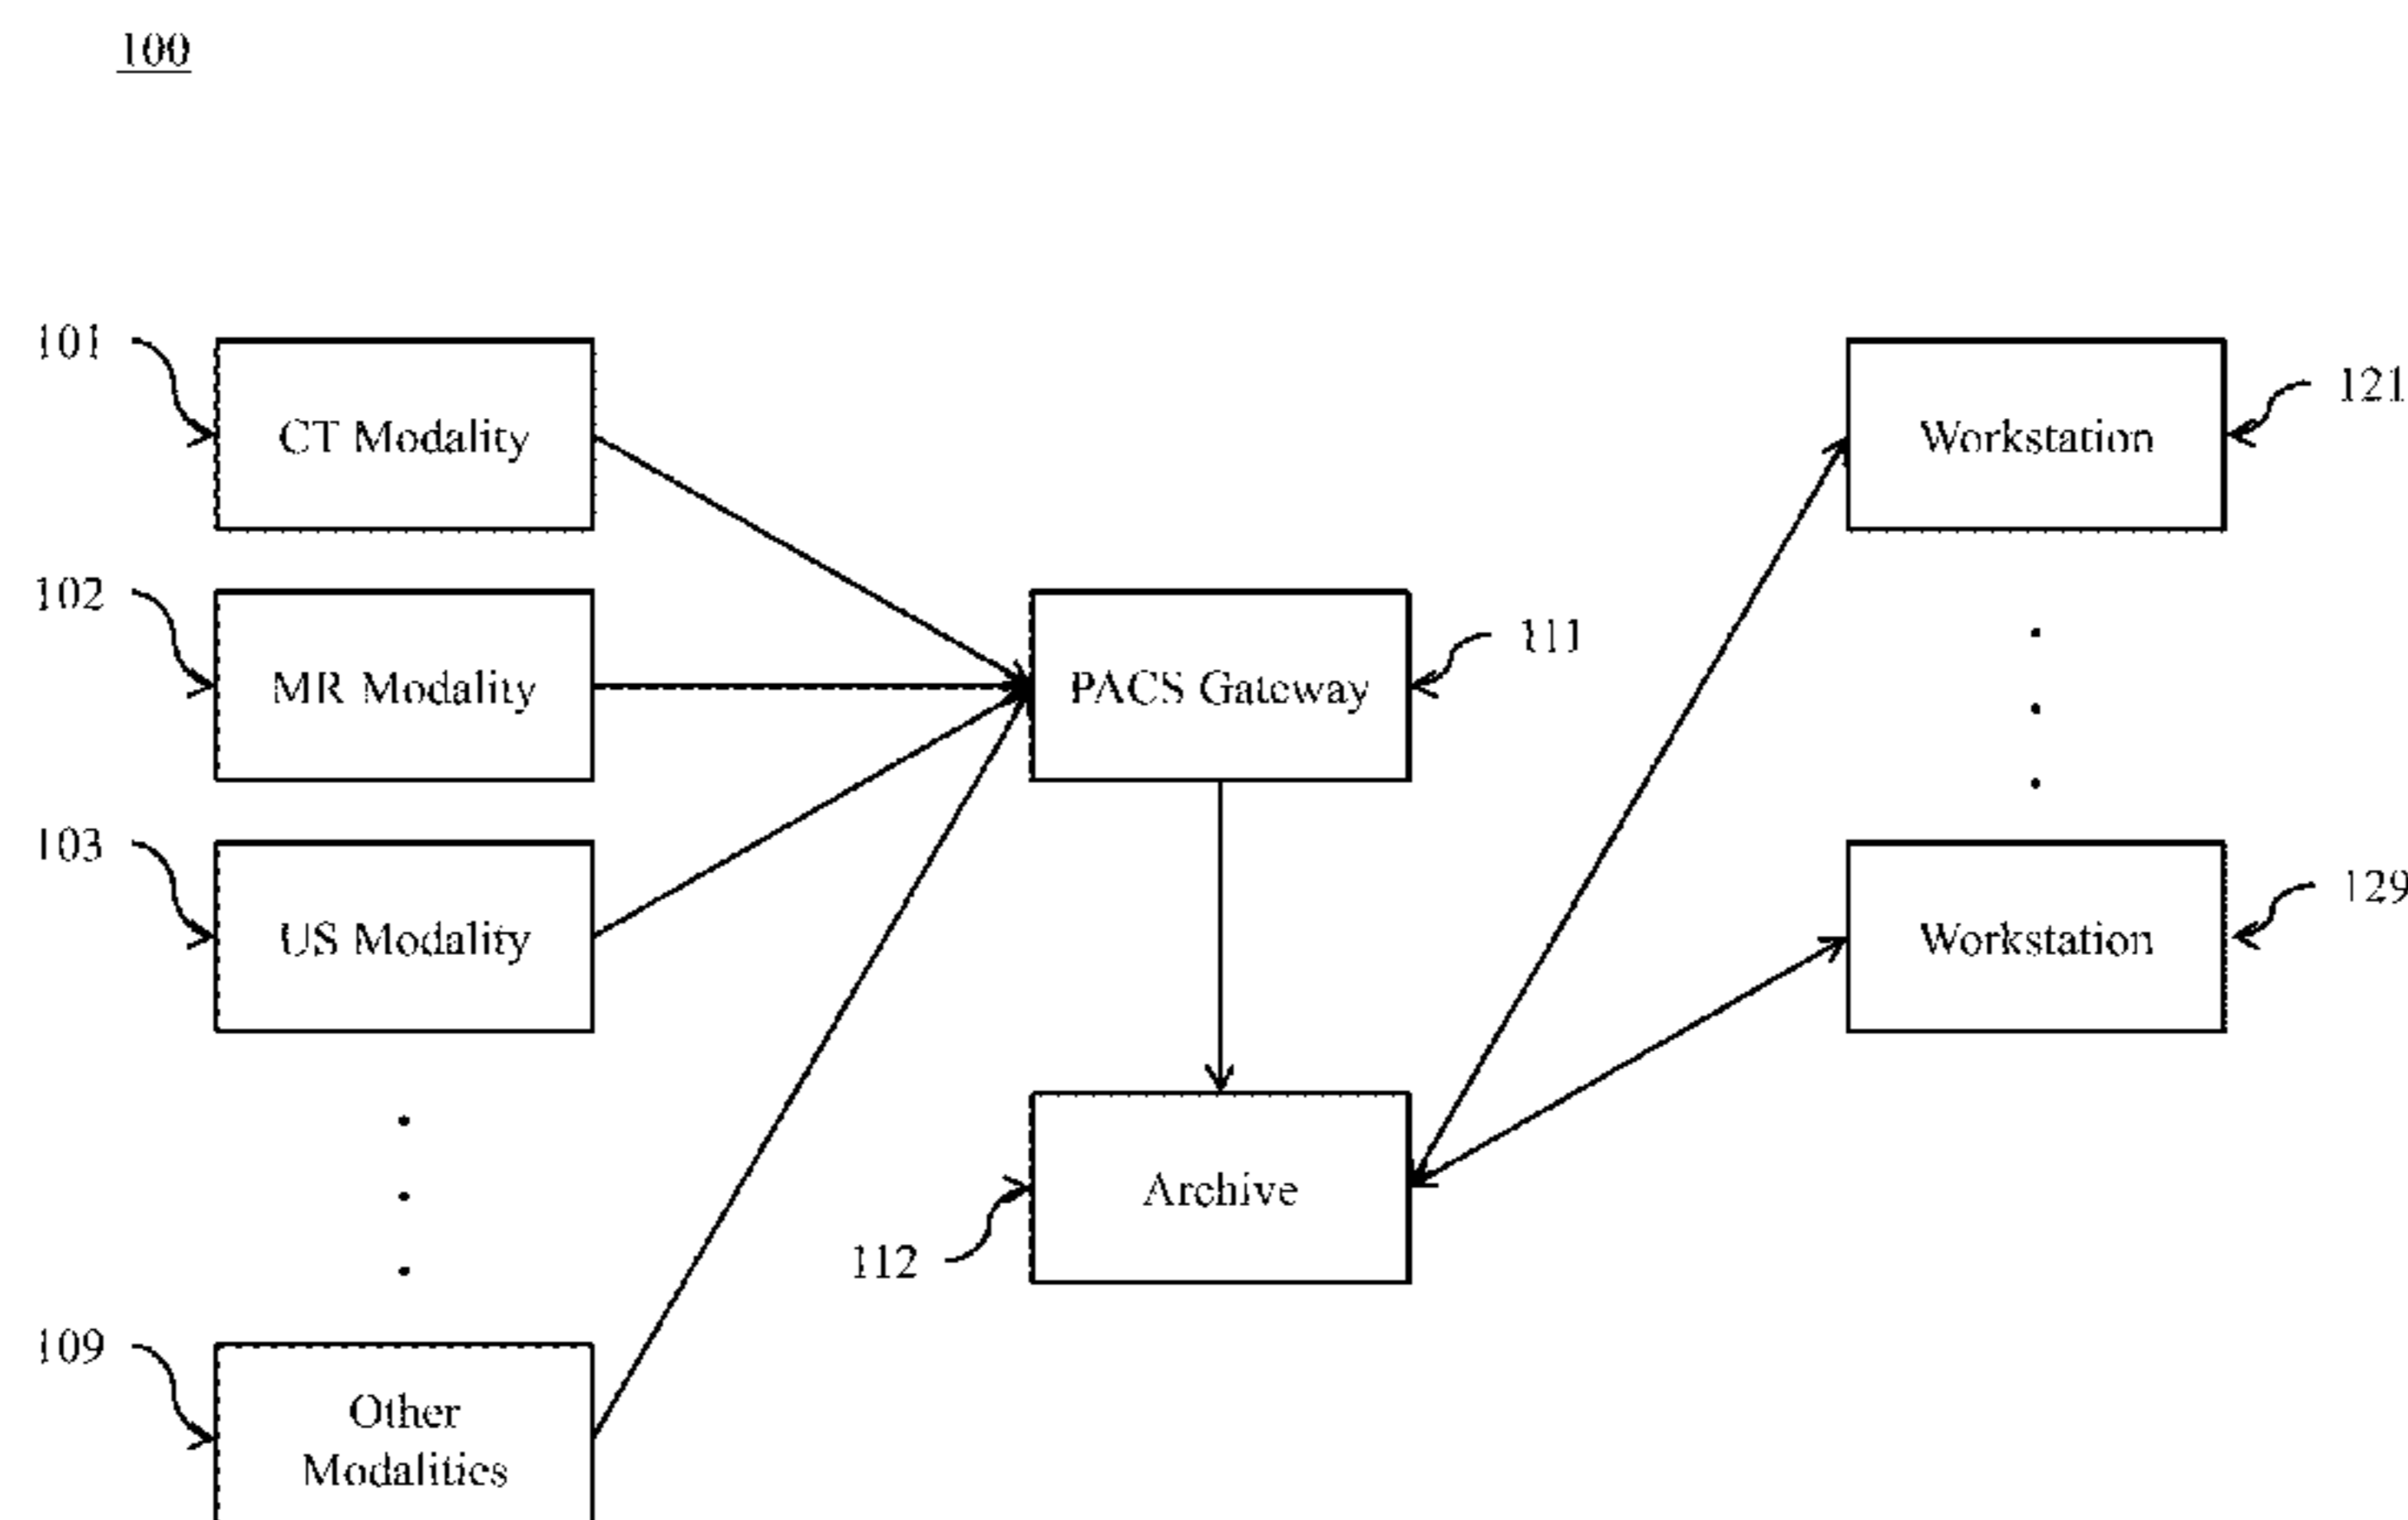 100
101
CT Modality
Workstation
121
102
MR Modality
PACS Gateway
111
103
US Modality
Workstation
129
Archive
112
109
Other
Modalities